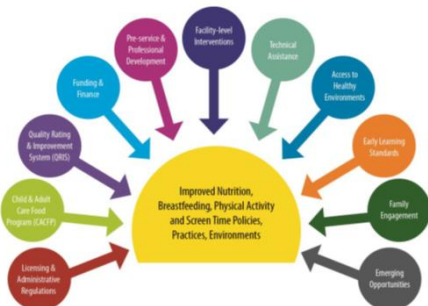 Pre-service &
Professional
Development
Facility-level
Interventions
Technical
Assistance
Funding &
Finance
Access to
Healthy
Environments
Quality Rating
& Improvement
System (QRIS)
Early Learning
Standards
Child & Adult
Care Food
Program (CACFP)
Family
Engagement
Licensing &
Administrative
Regulations
Emerging
Opportunities
Improved Nutrition,
Breastfeeding, Physical Activity
and Screen Time Policies,
Practices, Environments